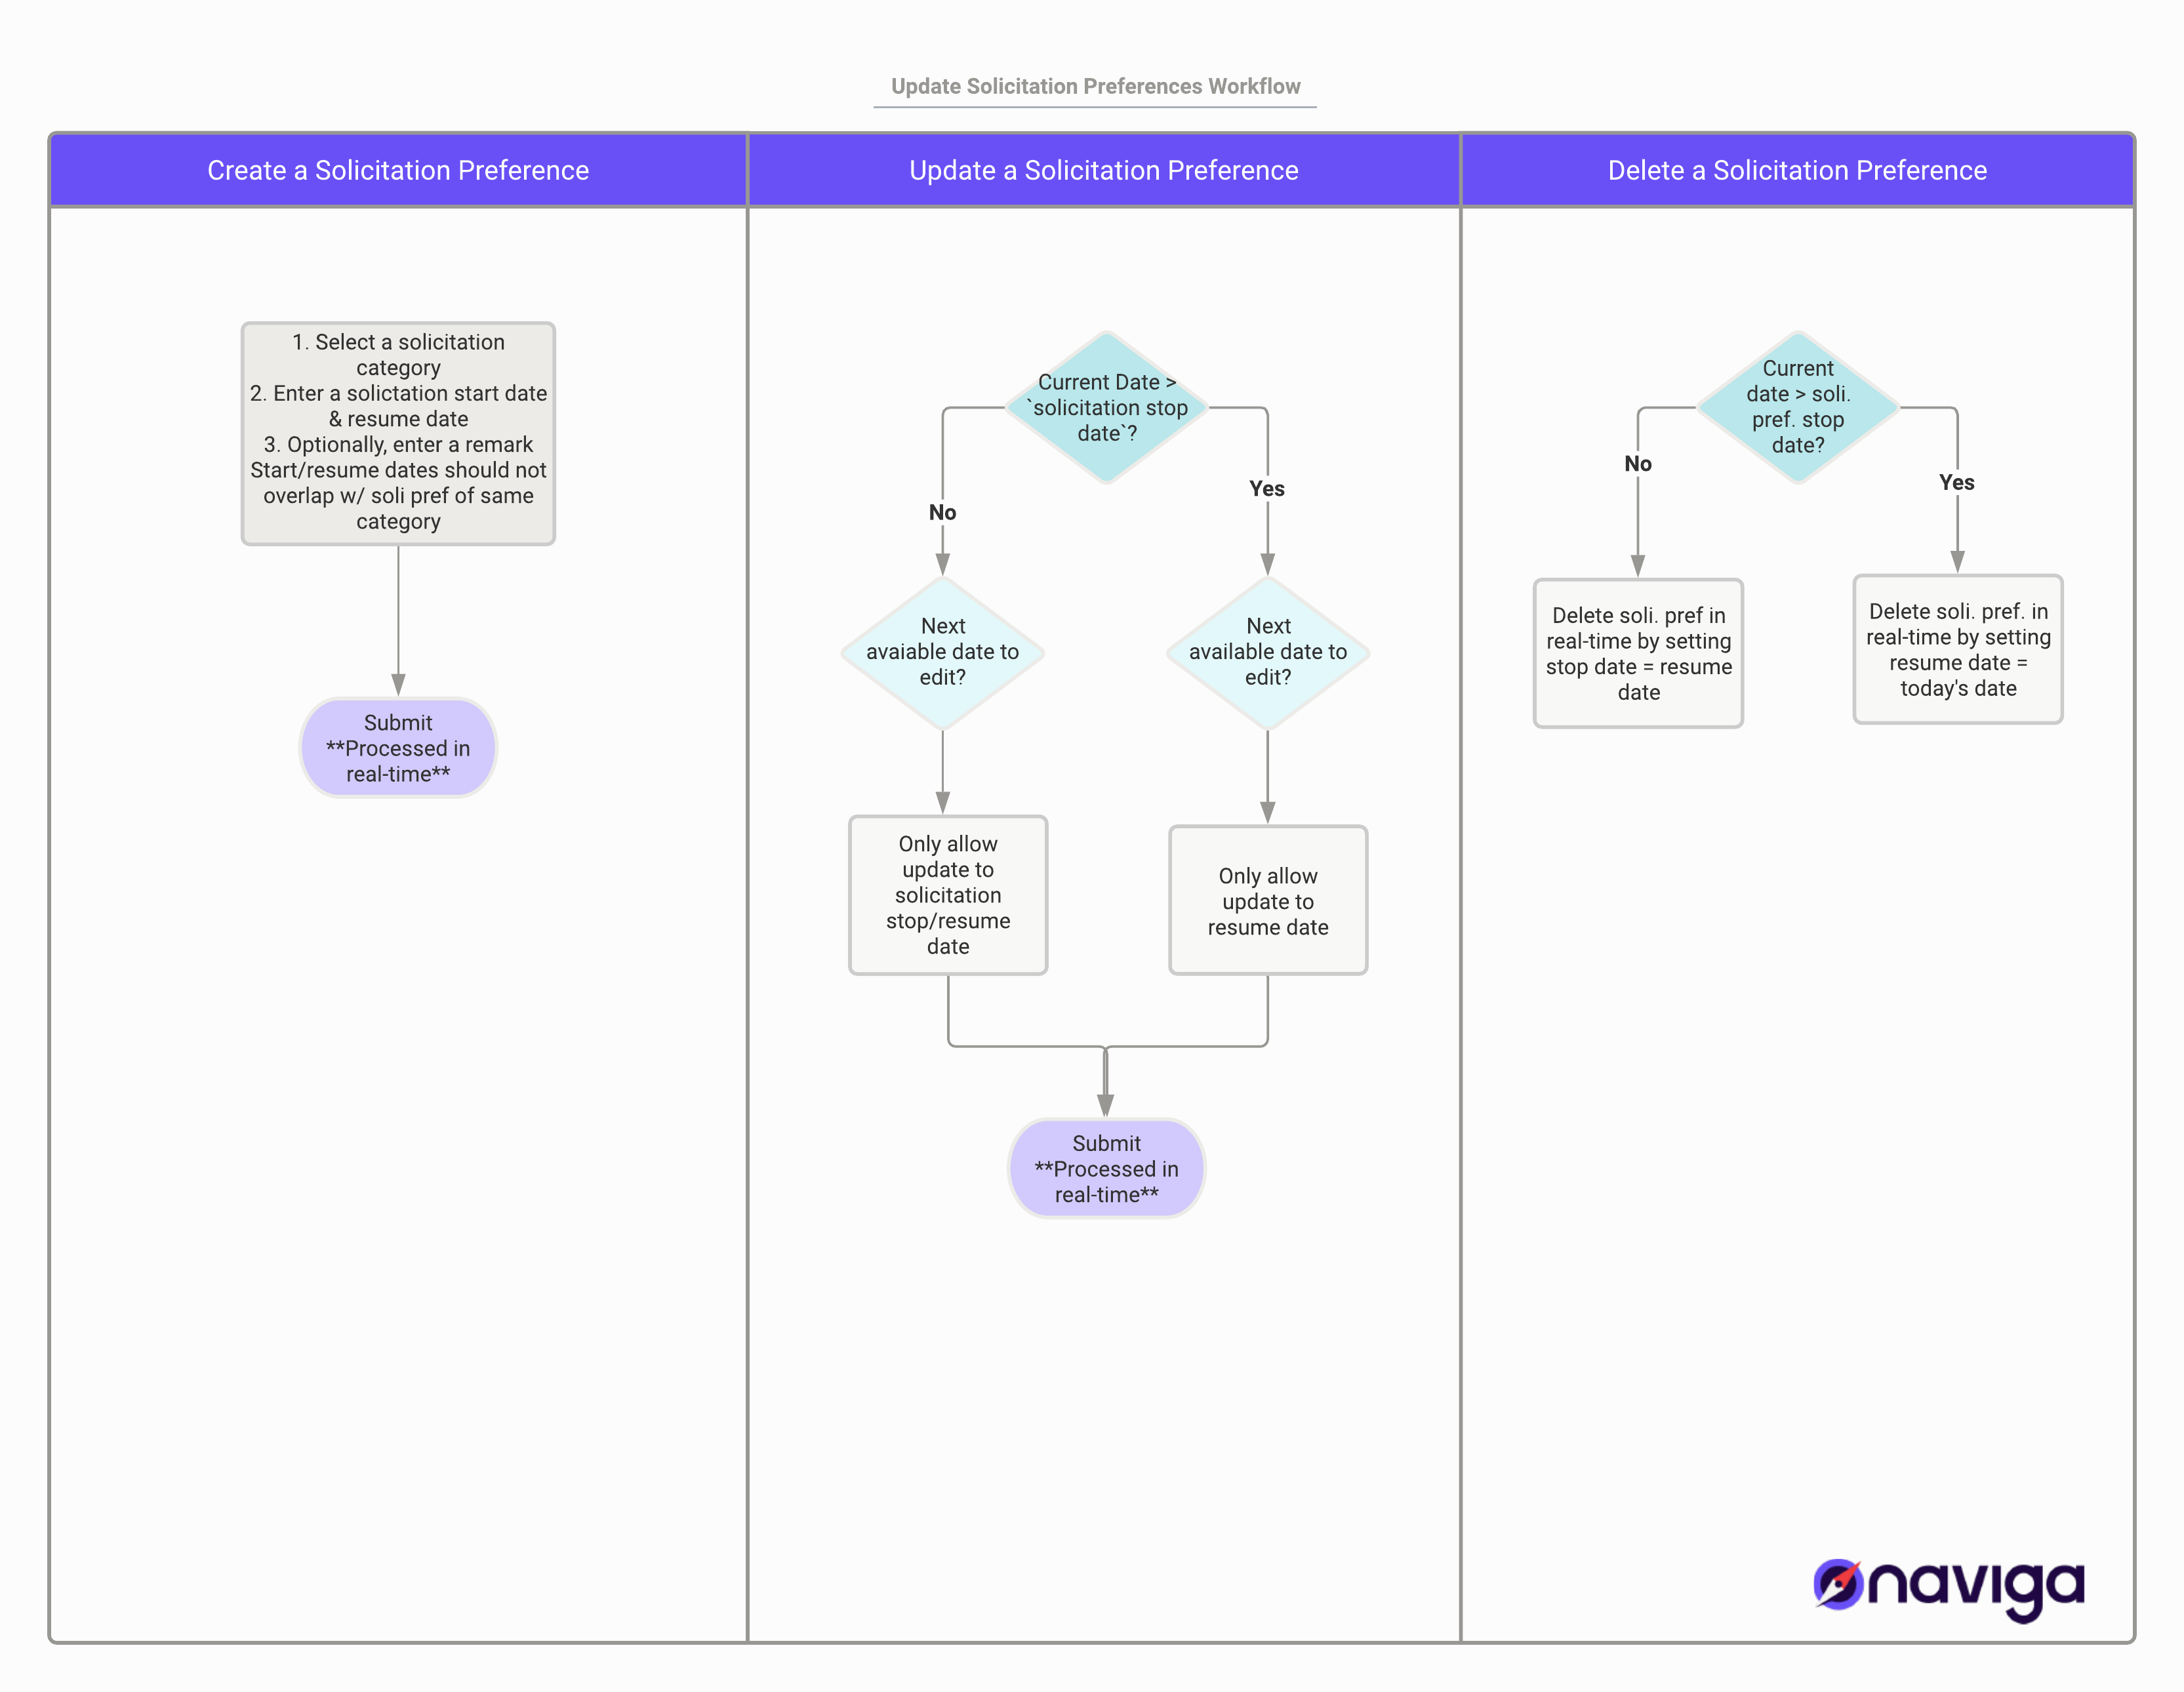 Update Solicitation Preferences Workflow
Create a Solicitation Preference
Update a Solicitation Preference
Delete a Solicitation Preference
1. Select a solicitation
category
2. Enter a solictation start date
& resume date
3. Optionally, enter a remark
Start/resume dates should not
overlap w/ soli pref of same
category
Submit
**Processed in
real-time**
Current Date >
`solicitation stop
date`?
No
Yes
Next
avaiable date to
edit?
Next
available date to
edit?
Only allow
update to
solicitation
stop/resume
date
Only allow
update to
resume date
Submit
**Processed in
real-time**
Current
date > soli.
pref. stop
date?
No
Yes
Delete soli. pref in
real-time by setting
stop date = resume
date
Delete soli. pref. in
real-time by setting
resume date =
today's date
naviga